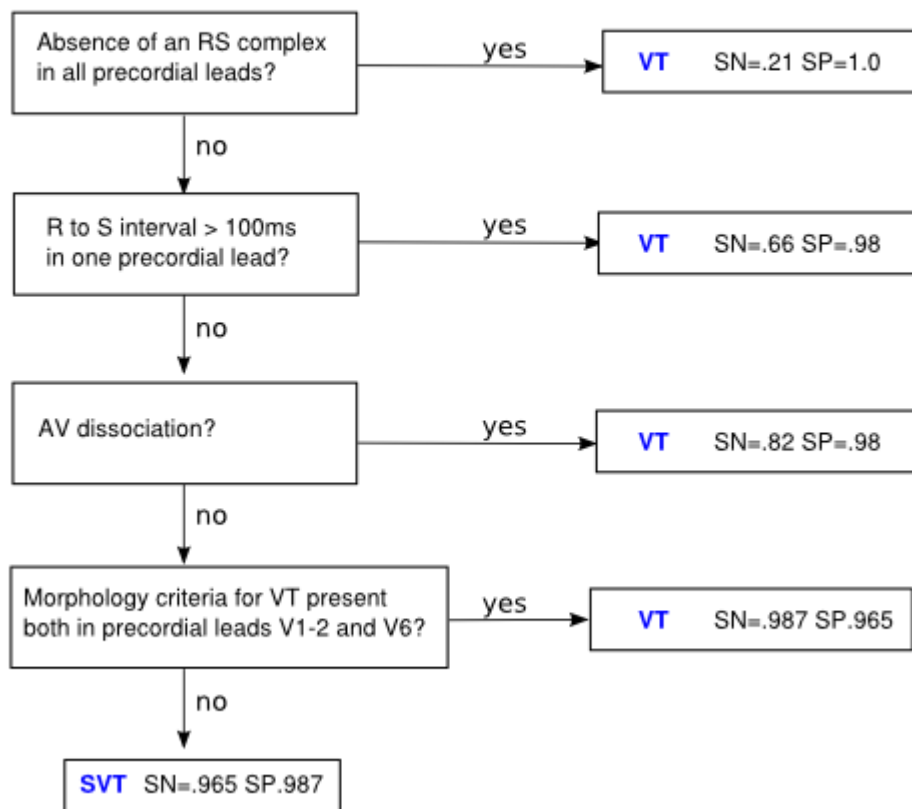 Absence of an RS complex
in all precordial leads?
yes
VT SN=.21 SP=1.0
no
R to S interval > 100ms
in one precordial lead?
yes
VT SN=.66 SP=.98
no
AV dissociation?
yes
VT SN=.82 SP=.98
no
Morphology criteria for VT present
both in precordial leads V1-2 and V6?
yes
VT SN=.987 SP.965
no
SVT SN=.965 SP.987